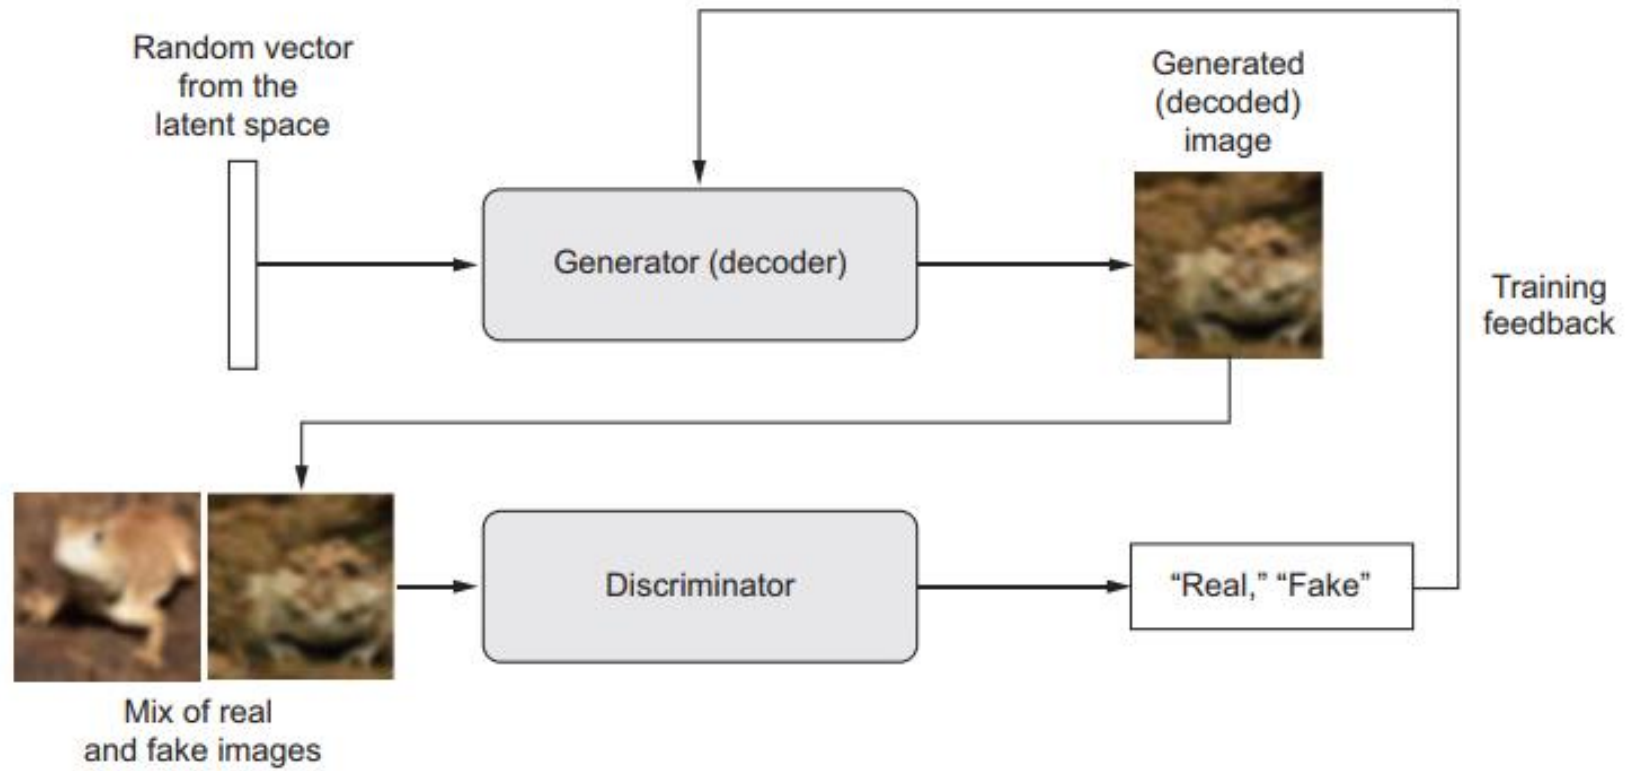 Random vector
from the
latent space
Generated
(decoded)
image
Generator (decoder)
Training
feedback
Discriminator
“Real,” “Fake”
Mix of real
and fake images